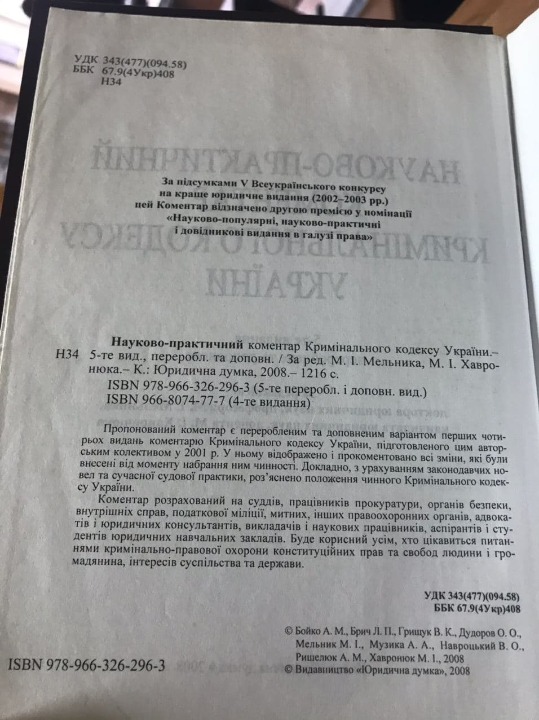 УДК 343(477)(094.58)
ББК 67.9(4Укр)408
Н34
За підсумками V Всеукраїнського конкурсу
на краще юридичне видання (2002–2003 рр.)
цей Коментар відзначено другою премією у номінації
«Науково-популярні, науково-практичні
і довідникові видання в галузі права»
Науково-практичний коментар Кримінального кодексу України.–
Н34 5-те вид., переробл. та доповн. / За ред. М. І. Мельника, М. І. Хавро-
нюка.– К.: Юридична думка, 2008.– 1216 с.
ISBN 978-966-326-296-3 (5-те переробл. і доповн. вид.)
ISBN 966-8074-77-7 (4-те видання)
Пропонований коментар є переробленим та доповненим варіантом перших чоти-
рьох видань коментарю Кримінального кодексу України, підготовленого цим автор-
ським колективом у 2001 р. У ньому відображено і прокоментовано всі зміни, які були
внесені від моменту набрання ним чинності. Докладно, з урахуванням законодавчих но-
вел та сучасної судової практики, роз'яснено положення чинного Кримінального кодек-
су України.
Коментар розрахований на суддів, працівників прокуратури, органів безпеки,
внутрішніх справ, податкової міліції, митних, інших правоохоронних органів, адвока-
тів і юридичних консультантів, викладачів і наукових працівників, аспірантів і сту-
дентів юридичних навчальних закладів. Буде корисний усім, хто цікавиться питан-
нями кримінально-правової охорони конституційних прав та свобод людини і гро-
мадянина, інтересів суспільства та держави.
УДК 343(477)(094.58)
ББК 67.9(4Укр)408
© Бойко А. М., Брич Л. П., Грищук В. К., Дудоров О. О.,
Мельник М. І., Музика А. А., Навроцький В. О.,
Ришелюк А. М., Хавронюк М. І., 2008
ISBN 978-966-326-296-3
© Видавництво «Юридична думка», 2008